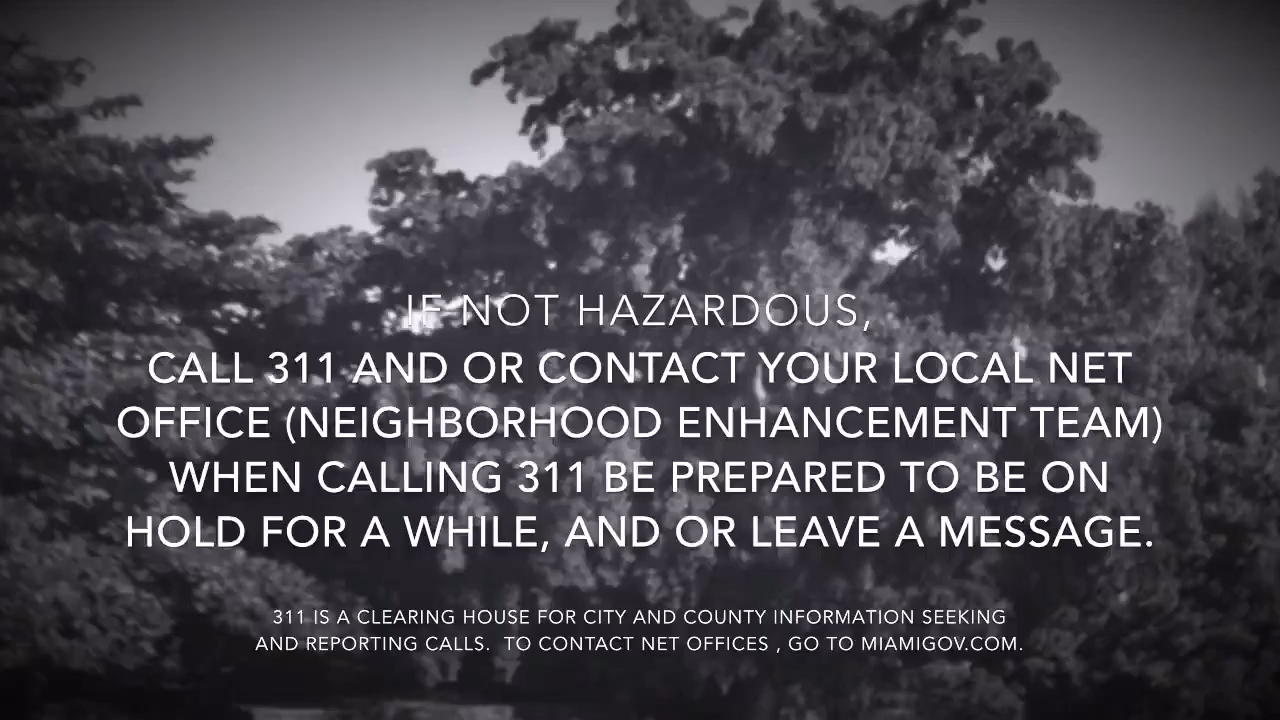 IF NOT HAZARDOUS,
CALL 311 AND OR CONTACT YOUR LOCAL NET
OFFICE (NEIGHBORHOOD ENHANCEMENT TEAM)
WHEN CALLING 311 BE PREPARED TO BE ON
HOLD FOR A WHILE, AND OR LEAVE A MESSAGE.
311 IS A CLEARING HOUSE FOR CITY AND COUNTY INFORMATION SEEKING
AND REPORTING CALLS.  TO CONTACT NET OFFICES , GO TO MIAMIGOV.COM.